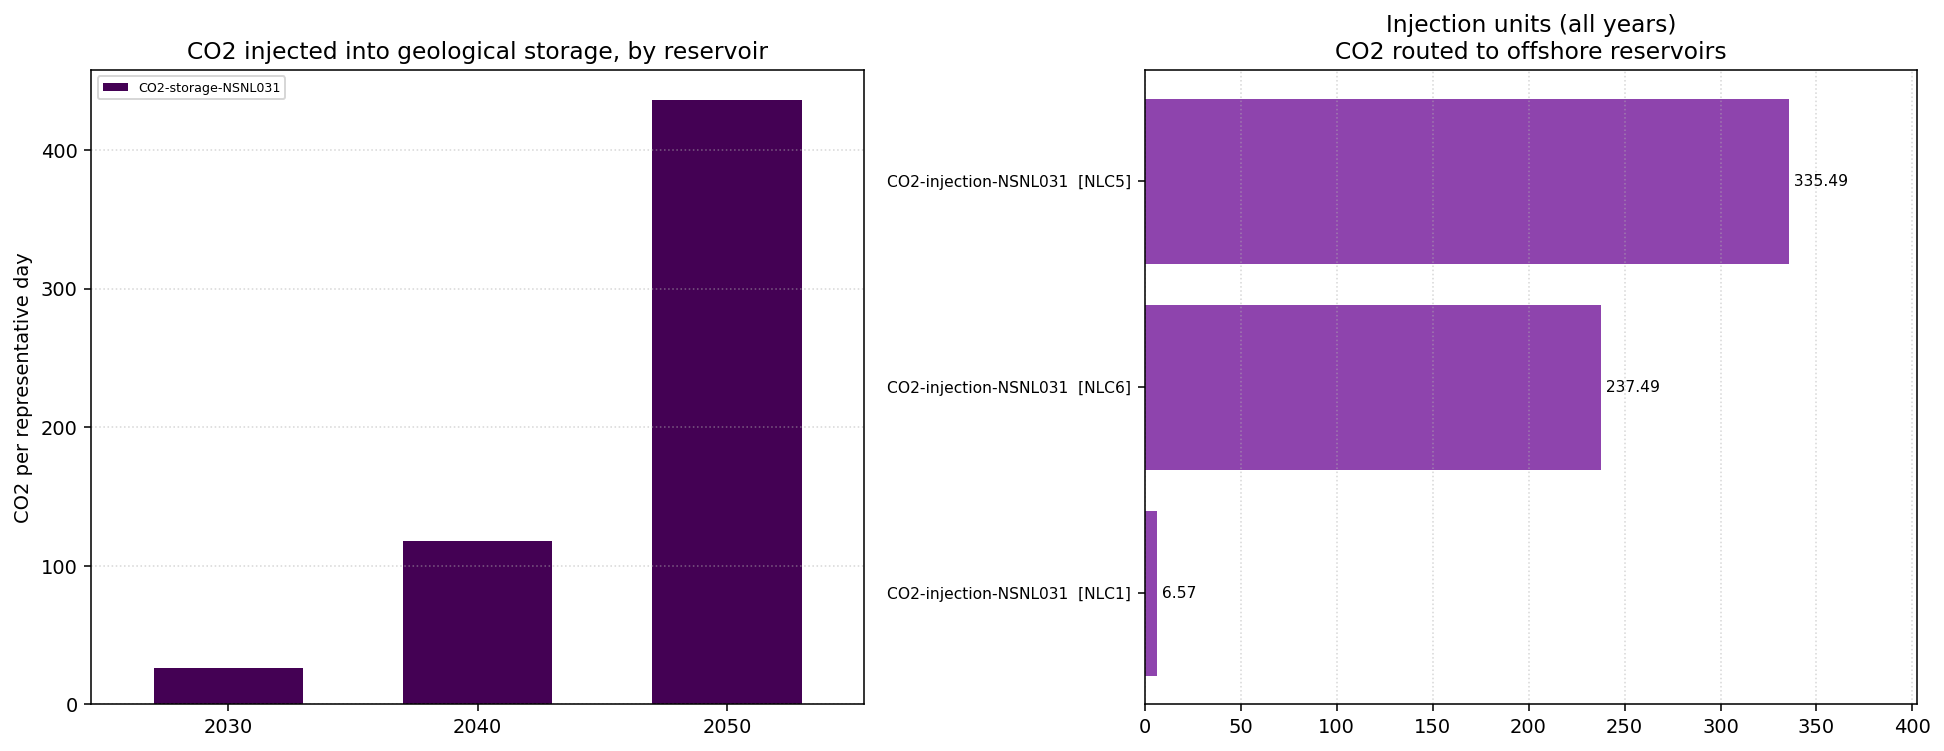 CO2 injected into geological storage, by reservoir
CO2-storage-NSNL031
CO2 per representative day
400
300
200
100
0
2030
2040
2050
Injection units (all years)
CO2 routed to offshore reservoirs
CO2-injection-NSNL031  [NLC5]
335.49
CO2-injection-NSNL031  [NLC6]
237.49
CO2-injection-NSNL031  [NLC1]
6.57
0
50
100
150
200
250
300
350
400